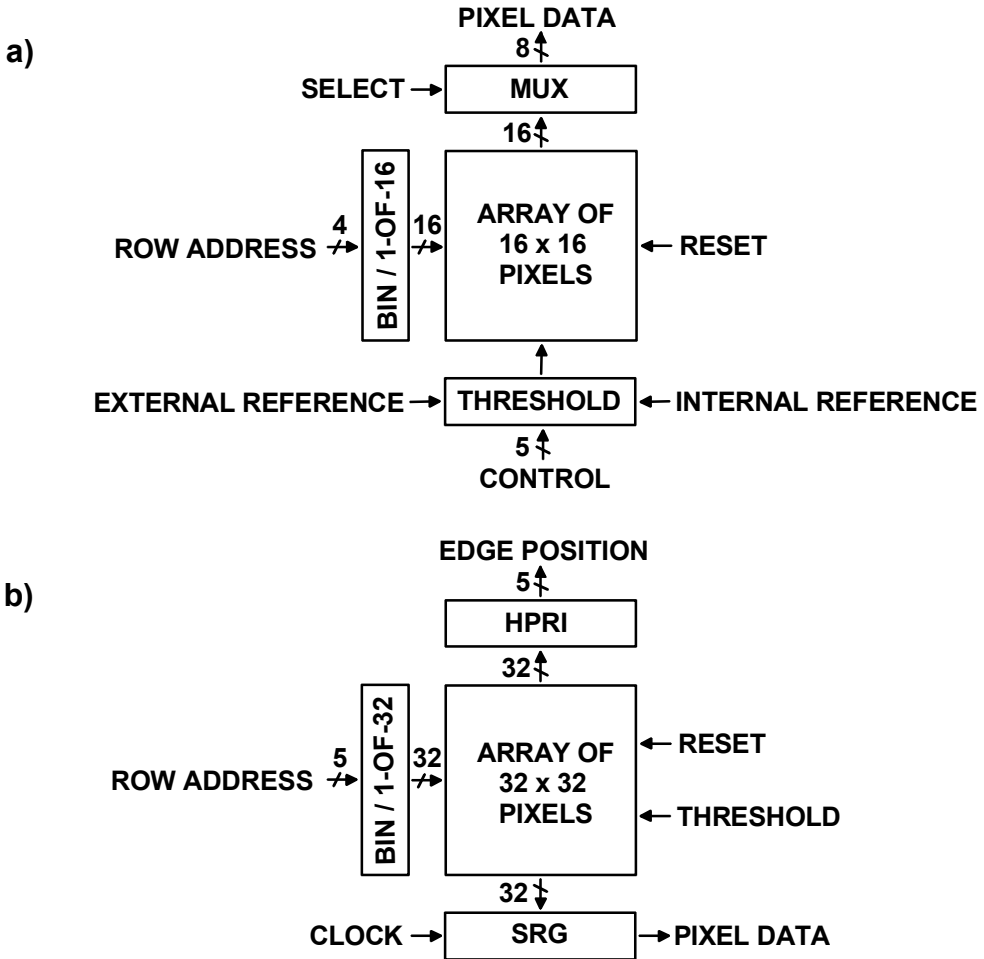 a)
PIXEL DATA
8
SELECT
MUX
16
ROW ADDRESS
4
BIN / 1-OF-16
16
ARRAY OF
16 x 16
PIXELS
RESET
EXTERNAL REFERENCE
THRESHOLD
INTERNAL REFERENCE
5
CONTROL
b)
EDGE POSITION
5
HPRI
32
ROW ADDRESS
5
BIN / 1-OF-32
32
ARRAY OF
32 x 32
PIXELS
RESET
THRESHOLD
32
CLOCK
SRG
PIXEL DATA